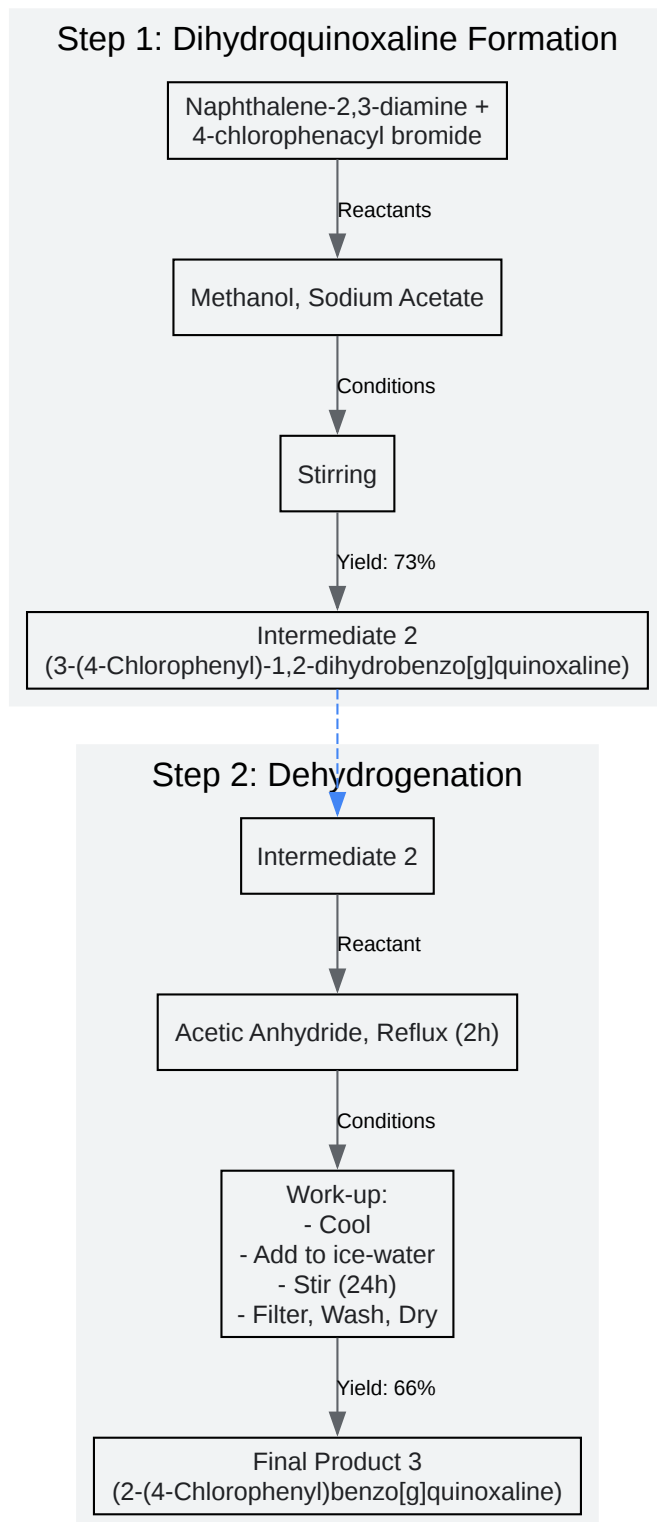 Step 1: Dihydroquinoxaline Formation
Naphthalene-2,3-diamine +
4-chlorophenacyl bromide
Reactants
Methanol, Sodium Acetate
Conditions
Stirring
Yield: 73%
Intermediate 2
(3-(4-Chlorophenyl)-1,2-dihydrobenzo[g]quinoxaline)
Step 2: Dehydrogenation
Intermediate 2
Reactant
Acetic Anhydride, Reflux (2h)
Conditions
Work-up:
- Cool
- Add to ice-water
- Stir (24h)
- Filter, Wash, Dry
Yield: 66%
Final Product 3
(2-(4-Chlorophenyl)benzo[g]quinoxaline)